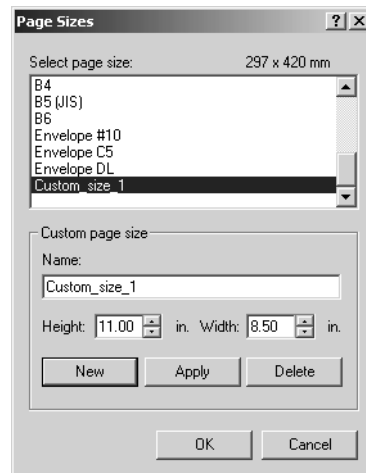 Page Sizes
Select page size: 297 x 420 mm
B4
B5 (JIS)
B6
Envelope #10
Envelope C5
Envelope DL
Custom_size_1
Custom page size
Name:
Custom_size_1
Height: 11.00 in. Width: 8.50 in.
New Apply Delete
OK Cancel